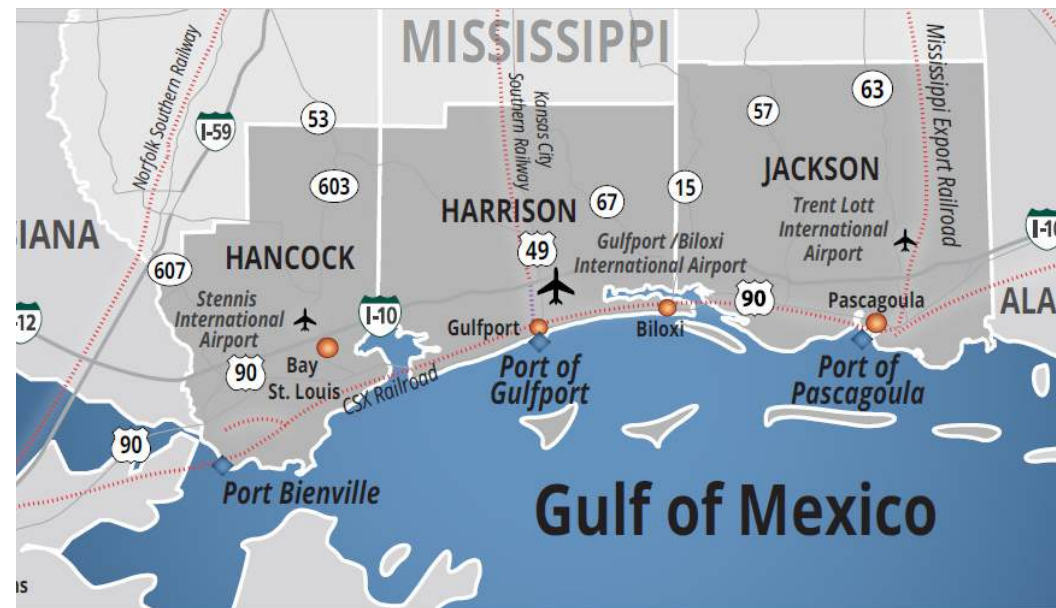 MISSISSIPPI
Norfolk Southern Railway
I-59
53
603
Kansas City
Southern Railway
57
63
Mississippi Export Railroad
JACKSON
15
67
HARRISON
Trent Lott
International
Airport
IANA
HANCOCK
607
49
Gulfport /Biloxi
International Airport
I-10
Stennis
International
Airport
I-10
-12
90
Pascagoula
ALA
Gulfport
Biloxi
90
Bay
St. Louis
CSX Railroad
Port of
Gulfport
Port of
Pascagoula
90
Port Bienville
Gulf of Mexico
ns